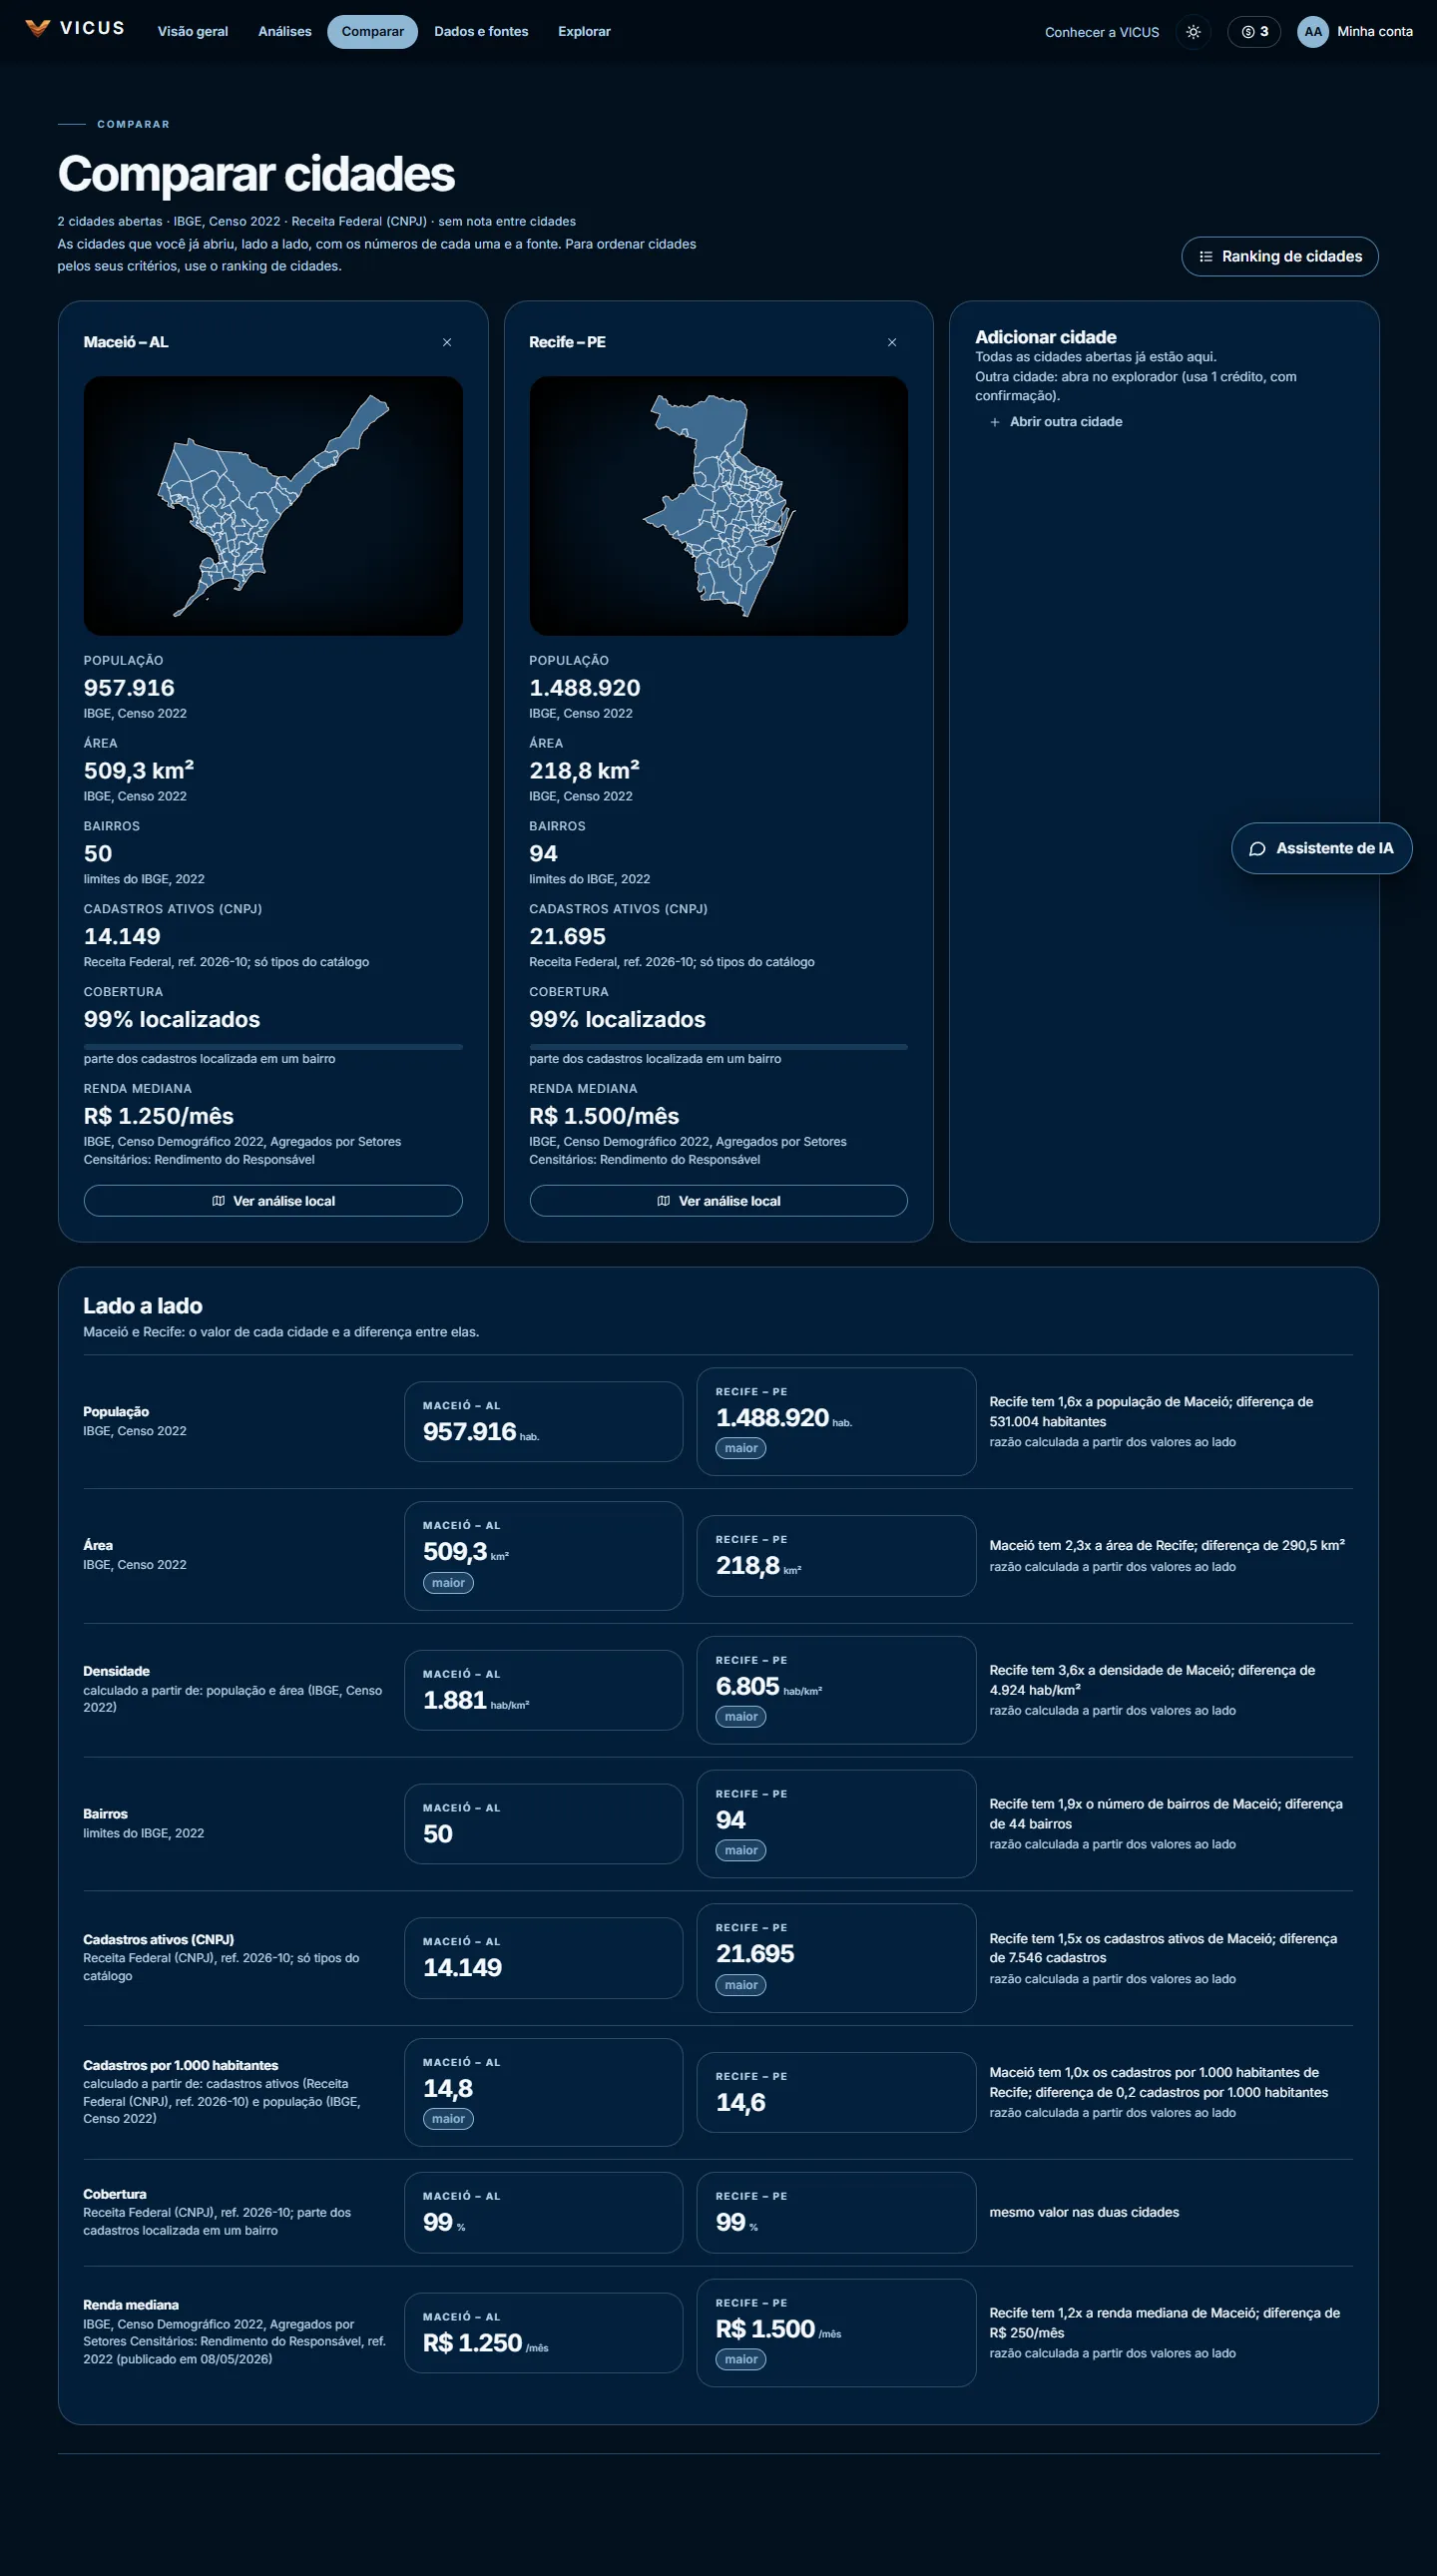 VICUS
Visão geral
Análises
Comparar
Dados e fontes
Explorar
Conhecer a VICUS
3
AA
Minha conta
COMPARAR
Comparar cidades
2 cidades abertas · IBGE, Censo 2022 · Receita Federal (CNPJ) · sem nota entre cidades
As cidades que você já abriu, lado a lado, com os números de cada uma e a fonte. Para ordenar cidades
pelos seus critérios, use o ranking de cidades.
Ranking de cidades
Maceió – AL
POPULAÇÃO
957.916
IBGE, Censo 2022
ÁREA
509,3 km²
IBGE, Censo 2022
BAIRROS
50
limites do IBGE, 2022
CADASTROS ATIVOS (CNPJ)
14.149
Receita Federal, ref. 2026-10; só tipos do catálogo
COBERTURA
99% localizados
parte dos cadastros localizada em um bairro
RENDA MEDIANA
R$ 1.250/mês
IBGE, Censo Demográfico 2022, Agregados por Setores
Censitários: Rendimento do Responsável
Ver análise local
Recife – PE
POPULAÇÃO
1.488.920
IBGE, Censo 2022
ÁREA
218,8 km²
IBGE, Censo 2022
BAIRROS
94
limites do IBGE, 2022
CADASTROS ATIVOS (CNPJ)
21.695
Receita Federal, ref. 2026-10; só tipos do catálogo
COBERTURA
99% localizados
parte dos cadastros localizada em um bairro
RENDA MEDIANA
R$ 1.500/mês
IBGE, Censo Demográfico 2022, Agregados por Setores
Censitários: Rendimento do Responsável
Ver análise local
Adicionar cidade
Todas as cidades abertas já estão aqui.
Outra cidade: abra no explorador (usa 1 crédito, com
confirmação).
+ Abrir outra cidade
Assistente de IA
Lado a lado
Maceió e Recife: o valor de cada cidade e a diferença entre elas.
População
IBGE, Censo 2022
MACEIÓ – AL
957.916 hab.
RECIFE – PE
1.488.920 hab.
maior
Recife tem 1,6x a população de Maceió; diferença de
531.004 habitantes
razão calculada a partir dos valores ao lado
Área
IBGE, Censo 2022
MACEIÓ – AL
509,3 km²
maior
RECIFE – PE
218,8 km²
Maceió tem 2,3x a área de Recife; diferença de 290,5 km²
razão calculada a partir dos valores ao lado
Densidade
calculado a partir de: população e área (IBGE, Censo
2022)
MACEIÓ – AL
1.881 hab/km²
RECIFE – PE
6.805 hab/km²
maior
Recife tem 3,6x a densidade de Maceió; diferença de
4.924 hab/km²
razão calculada a partir dos valores ao lado
Bairros
limites do IBGE, 2022
MACEIÓ – AL
50
RECIFE – PE
94
maior
Recife tem 1,9x o número de bairros de Maceió; diferença
de 44 bairros
razão calculada a partir dos valores ao lado
Cadastros ativos (CNPJ)
Receita Federal (CNPJ), ref. 2026-10; só tipos do
catálogo
MACEIÓ – AL
14.149
RECIFE – PE
21.695
maior
Recife tem 1,5x os cadastros ativos de Maceió; diferença
de 7.546 cadastros
razão calculada a partir dos valores ao lado
Cadastros por 1.000 habitantes
calculado a partir de: cadastros ativos (Receita
Federal (CNPJ), ref. 2026-10) e população (IBGE,
Censo 2022)
MACEIÓ – AL
14,8
maior
RECIFE – PE
14,6
Maceió tem 1,0x os cadastros por 1.000 habitantes de
Recife; diferença de 0,2 cadastros por 1.000 habitantes
razão calculada a partir dos valores ao lado
Cobertura
Receita Federal (CNPJ), ref. 2026-10; parte dos
cadastros localizada em um bairro
MACEIÓ – AL
99 %
RECIFE – PE
99 %
mesmo valor nas duas cidades
Renda mediana
IBGE, Censo Demográfico 2022, Agregados por
Setores Censitários: Rendimento do Responsável, ref.
2022 (publicado em 08/05/2026)
MACEIÓ – AL
R$ 1.250 /mês
RECIFE – PE
R$ 1.500 /mês
maior
Recife tem 1,2x a renda mediana de Maceió; diferença de
R$ 250/mês
razão calculada a partir dos valores ao lado